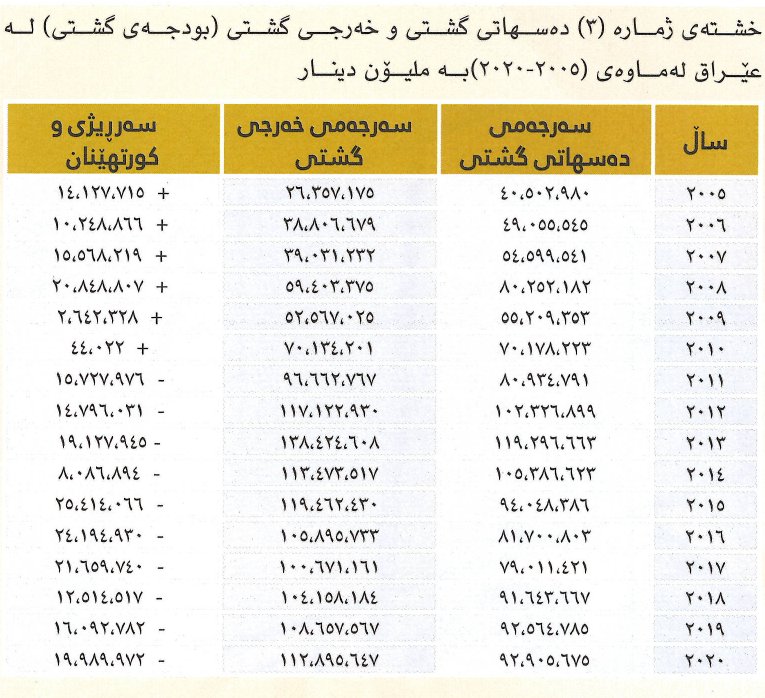 خشتەی ژمارە (٣) دەسهاتی گشتی و خەرجی گشتی (بودجەی گشتی) لە
عێراق لەماوەی (٢٠٠٥-٢٠٢٠)بە ملیۆن دینار
ساڵ سەرجەمی دەسهاتی گشتی سەرجەمی خەرجی گشتی سەرڕێژی و کورتهێنان
٢٠٠٥ ٤٠،٥٠٢،٩٨٠ ٢٦،٣٥٧،١٧٥ + ١٤،١٢٧،٧١٥
٢٠٠٦ ٤٩،٠٥٥،٥٤٥ ٣٨،٨٠٦،٦٧٩ + ١٠،٢٤٨،٨٦٦
٢٠٠٧ ٥٤،٥٩٩،٥٤١ ٣٩،٠٣١،٢٣٢ + ١٥،٥٦٨،٢١٩
٢٠٠٨ ٨٠،٢٥٢،١٨٢ ٥٩،٤٠٣،٣٧٥ + ٢٠،٨٤٨،٨٠٧
٢٠٠٩ ٥٥،٢٠٩،٣٥٣ ٥٢،٥٦٧،٠٢٥ + ٢،٦٤٢،٣٢٨
٢٠١٠ ٧٠،١٧٨،٢٢٣ ٧٠،١٣٤،٢٠١ + ٤٤،٠٢٢
٢٠١١ ٨٠،٩٣٤،٧٩١ ٩٦،٦٦٢،٧٦٧ - ١٥،٧٢٧،٩٧٦
٢٠١٢ ١٠٢،٣٢٦،٨٩٩ ١١٧،١٢٢،٩٣٠ - ١٤،٧٩٦،٠٣١
٢٠١٣ ١١٩،٢٩٦،٦٦٣ ١٣٨،٤٢٤،٦٠٨ - ١٩،١٢٧،٩٤٥
٢٠١٤ ١٠٥،٣٨٦،٦٢٣ ١١٣،٤٧٣،٥١٧ - ٨،٠٨٦،٨٩٤
٢٠١٥ ٩٤،٠٤٨،٣٨٦ ١١٩،٤٦٢،٤٣٠ - ٢٥،٤١٤،٠٦٦
٢٠١٦ ٨١،٧٠٠،٨٠٣ ١٠٥،٨٩٥،٧٣٣ - ٢٤،١٩٤،٩٣٠
٢٠١٧ ٧٩،٠١١،٤٢١ ١٠٠،٦٧١،١٦١ - ٢١،٦٥٩،٧٤٠
٢٠١٨ ٩١،٦٤٣،٦٦٧ ١٠٤،١٥٨،١٨٤ - ١٢،٥١٤،٥١٧
٢٠١٩ ٩٢،٥٦٤،٧٨٥ ١٠٨،٦٥٧،٥٦٧ - ١٦،٠٩٢،٧٨٢
٢٠٢٠ ٩٢،٩٠٥،٦٧٥ ١١٢،٨٩٥،٦٤٧ - ١٩،٩٨٩،٩٧٢